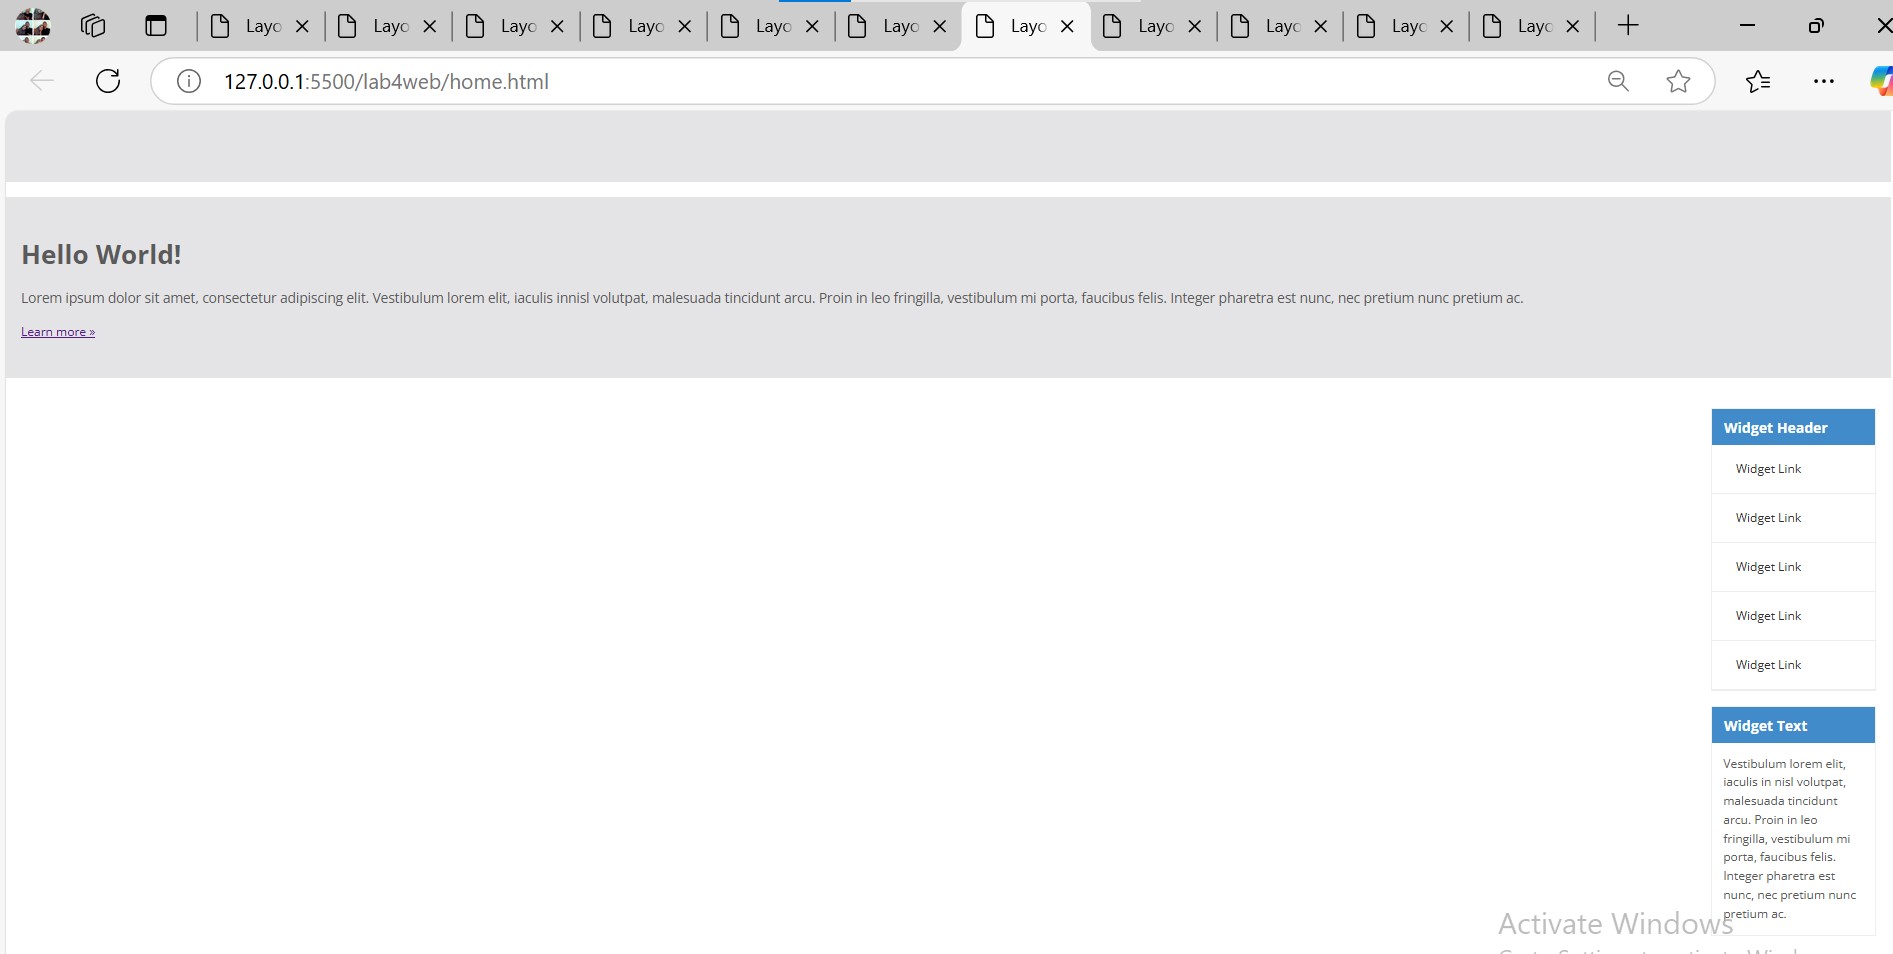 Layo Layo Layo Layo Layo Layo Layo Layo Layo Layo Layo
127.0.0.1:5500/lab4web/home.html
Hello World!
Lorem ipsum dolor sit amet, consectetur adipiscing elit. Vestibulum lorem elit, iaculis innisl volutpat, malesuada tincidunt arcu. Proin in leo fringilla, vestibulum mi porta, faucibus felis. Integer pharetra est nunc, nec pretium nunc pretium ac.
Learn more »
Widget Header
Widget Link
Widget Link
Widget Link
Widget Link
Widget Link
Widget Text
Vestibulum lorem elit,
iaculis in nisl volutpat,
malesuada tincidunt
arcu. Proin in leo
fringilla, vestibulum mi
porta, faucibus felis.
Integer pharetra est
nunc, nec pretium nunc
pretium ac.
Activate Windows